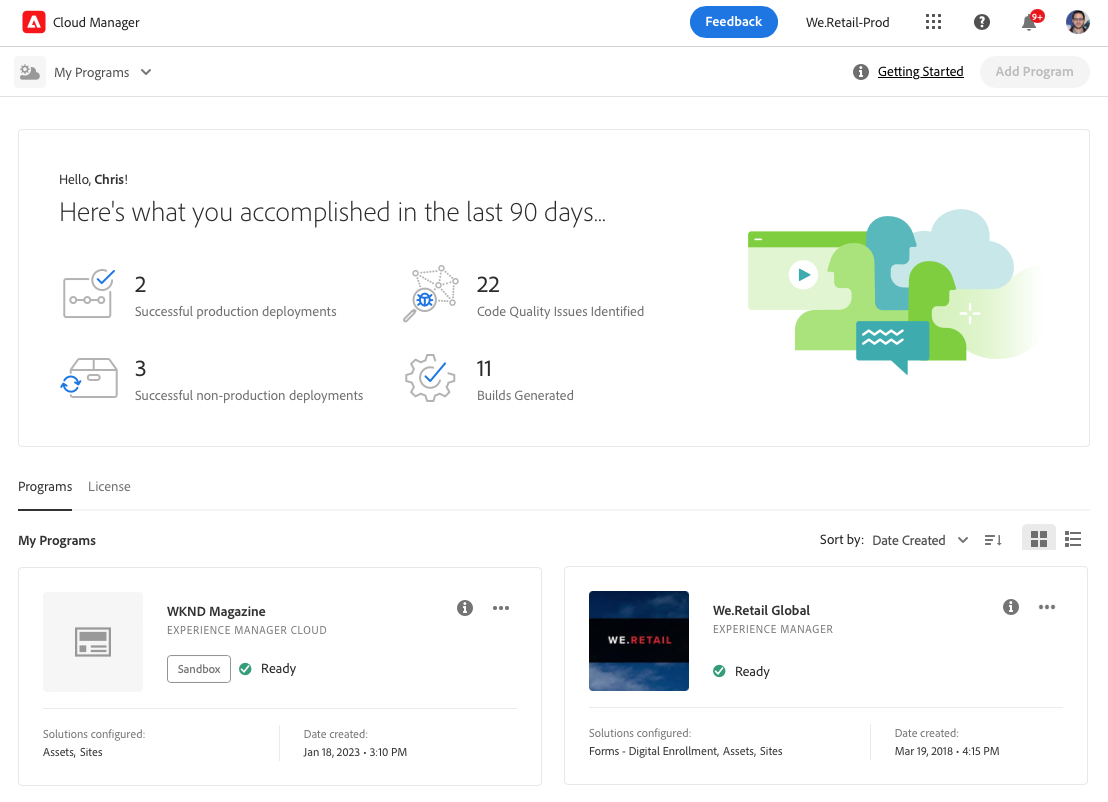 Cloud Manager
Feedback
We.Retail-Prod
9+
My Programs
Getting Started
Add Program
Hello, Chris!
Here's what you accomplished in the last 90 days...
2
Successful production deployments
22
Code Quality Issues Identified
3
Successful non-production deployments
11
Builds Generated
Programs
License
My Programs
Sort by: Date Created
WKND Magazine
EXPERIENCE MANAGER CLOUD
Sandbox
Ready
Solutions configured:
Assets, Sites
Date created:
Jan 18, 2023 • 3:10 PM
WE.RETAIL
We.Retail Global
EXPERIENCE MANAGER
Ready
Solutions configured:
Forms - Digital Enrollment, Assets, Sites
Date created:
Mar 19, 2018 • 4:15 PM